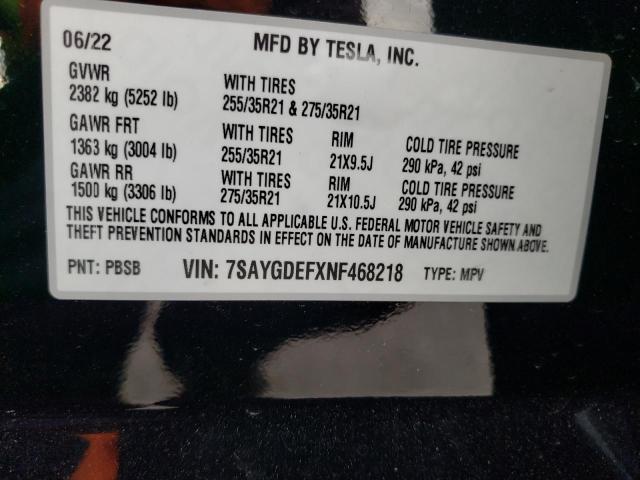 06/22 MFD BY TESLA, INC.
GVWR WITH TIRES
2382 kg (5252 lb) 255/35R21 & 275/35R21
GAWR FRT WITH TIRES RIM COLD TIRE PRESSURE
1363 kg (3004 lb) 255/35R21 21X9.5J 290 kPa, 42 psi
GAWR RR WITH TIRES RIM COLD TIRE PRESSURE
1500 kg (3306 lb) 275/35R21 21X10.5J 290 kPa, 42 psi
THIS VEHICLE CONFORMS TO ALL APPLICABLE U.S. FEDERAL MOTOR VEHICLE SAFETY AND
THEFT PREVENTION STANDARDS IN EFFECT ON THE DATE OF MANUFACTURE SHOWN ABOVE.
PNT: PBSB VIN: 7SAYGDEFXNF468218 TYPE: MPV